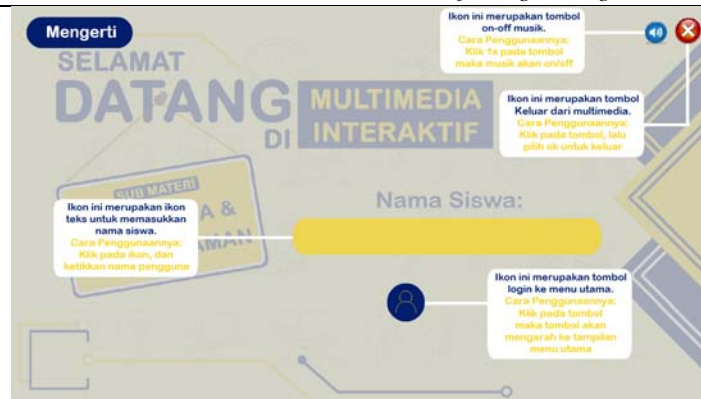 Mengerti
SELAMAT
DATANG
DI
MULTIMEDIA
INTERAKTIF
Ikon ini merupakan tombol
on-off musik.
Cara Penggunaannya:
Klik 1x pada tombol
maka musik akan on/off
Ikon ini merupakan tombol
Keluar dari multimedia.
Cara Penggunaannya:
Klik pada tombol, lalu
pilih ok untuk keluar
SUB MATERI
A &
AMAN
Ikon ini merupakan ikon
teks untuk memasukkan
nama siswa.
Cara Penggunaannya:
Klik pada ikon, dan
ketikkan nama pengguna
Nama Siswa:
Ikon ini merupakan tombol
login ke menu utama.
Cara Penggunaannya:
Klik pada tombol
maka tombol akan
mengarah ke tampilan
menu utama